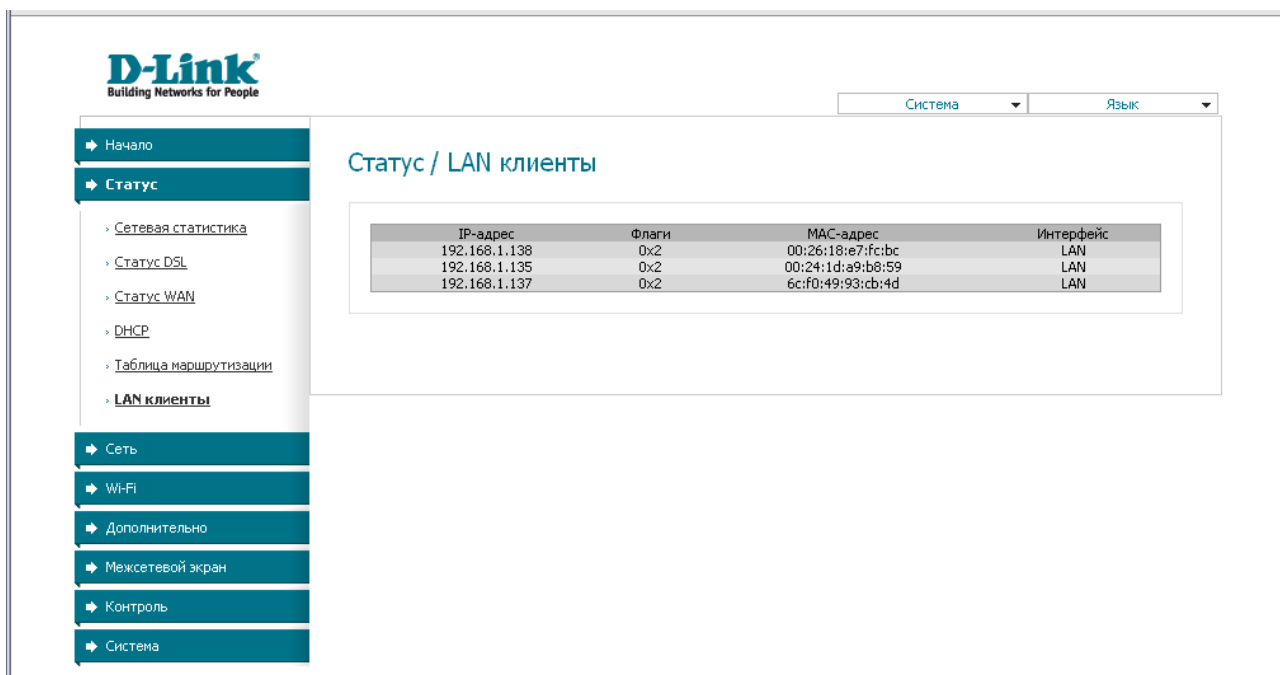 D-Link
Building Networks for People
Система
Язык
Начало
Статус
Сетевая статистика
Статус DSL
Статус WAN
DHCP
Таблица маршрутизации
LAN клиенты
Сеть
Wi-Fi
Дополнительно
Межсетевой экран
Контроль
Система
Статус / LAN клиенты
IP-адрес Флаги MAC-адрес Интерфейс
192.168.1.138 0x2 00:26:18:e7:fc:bc LAN
192.168.1.135 0x2 00:24:1d:a9:b8:59 LAN
192.168.1.137 0x2 6c:f0:49:93:cb:4d LAN